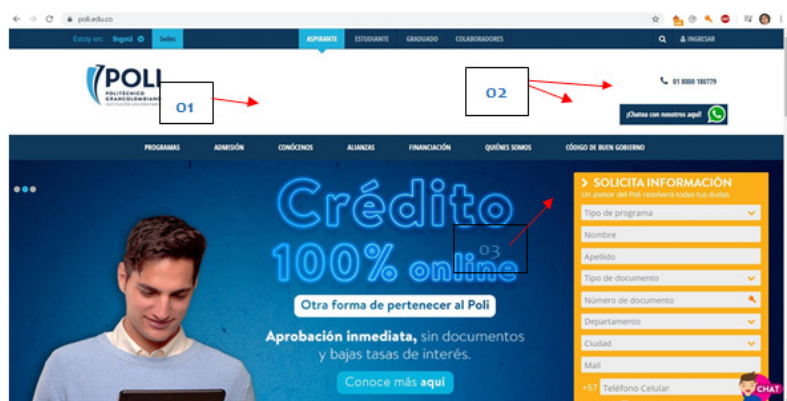 poli.edu.co
Estoy en: Bogotá Sedes ASPIRANTE ESTUDIANTE GRADUADO COLABORADORES INGRESAR
POLI
POLITÉCNICO
GRANCOLOMBIANO
INSTITUCIÓN UNIVERSITARIA
01
02
01 8000 180779
¡Chatea con nosotros aquí!
PROGRAMAS ADMISIÓN CONÓCENOS ALIANZAS FINANCIACIÓN QUIÉNES SOMOS CÓDIGO DE BUEN GOBIERNO
Crédito
100% online
03
Otra forma de pertenecer al Poli
Aprobación inmediata, sin documentos
y bajas tasas de interés.
Conoce más aquí
> SOLICITA INFORMACIÓN
Un asesor del Poli resolverá todas tus dudas
Tipo de programa
Nombre
Apellido
Tipo de documento
Número de documento
Departamento
Ciudad
Mail
+57 Teléfono Celular
CHAT